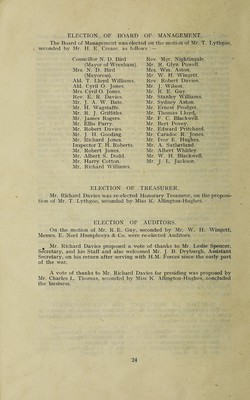 ELECTION OF BOARD OF MANAGEMENT.
The Board of Management was elected on the motion of Mr. T. Lythgoe,
seconded by Mr. H. E. Cease, as follows :—
Councillor N. D. Bird
(Mayor of Wrexham).
Mrs. N. D. Bird
(Mayoress).
Ald. T. Lloyd Williams.
Ald. Cyril O. Jones.
Mrs. Cyril O. Jones.
Rev. E. R. Davies.
Mr. J. A. W. Bate.
Mr. H. Wagstaffe.
Mr. R. J. Griffiths
Mr. James Rogers.
Mr. Ellis Parry.
Mr. Robert Davies.
Mr. J. H. Gooding
Mr. Richard Jones
Inspector T. H. Roberts.
Mr. Robert Jones.
Mr. Albert S. Dodd.
Mr. Harry Cotton.
Mr. Richard Williams.
Rev. Mgr. Nightingale.
Mr. R. Glyn Powell.
Mrs. Wm. Aston.
Mr. W. H. Wingett.
Rev. Robert Davies.
Mr. J. Wilson.
Mr. R. E. Guy.
Mr. Stanley Williams.
Mr. Sydney Aston.
Mr. Ernest Prodger.
Mr. Thomas Lloyd.
Mr. F. C. Blackwell.
Mr. Bert Povey.
Mr. Edward Pritchard.
Mr. Caradoc R. Jones.
Mr. Ivor E. Hughes.
Mr. A. Sutherland
Mr. Albert Whitley
Mr. W. H. Blackwell.
Mr. J. L. Jackson.
ELECTION OF TREASURER.
Mr. Richard Davies was re-elected Honorary Treasurer, on the proposi-
tion of Mr. T. Lythgoe, seconded by Miss K. Allington-Hughes.
ELECTION OF AUDITORS.
On the motion of Mr. R. E. Guy, seconded by Mr. W. H. Wingett,
Messrs. E. Noel Humphreys & Co. were re-elected Auditors.
Mr. Richard Davies proposed a vote of thanks to Mr. Leslie Spencer,
Secretary, and his Staff and also welcomed Mr. J. B. Dryburgh, Assistant
Secretary, on his return after serving with H.M. Forces since the early part
of the war.
A vote of thanks to Mr. Richard Davies for presiding was proposed by
Mr. Charles L. Thomas, seconded by Miss K. Allington-Hughes, concluded
the business.
24